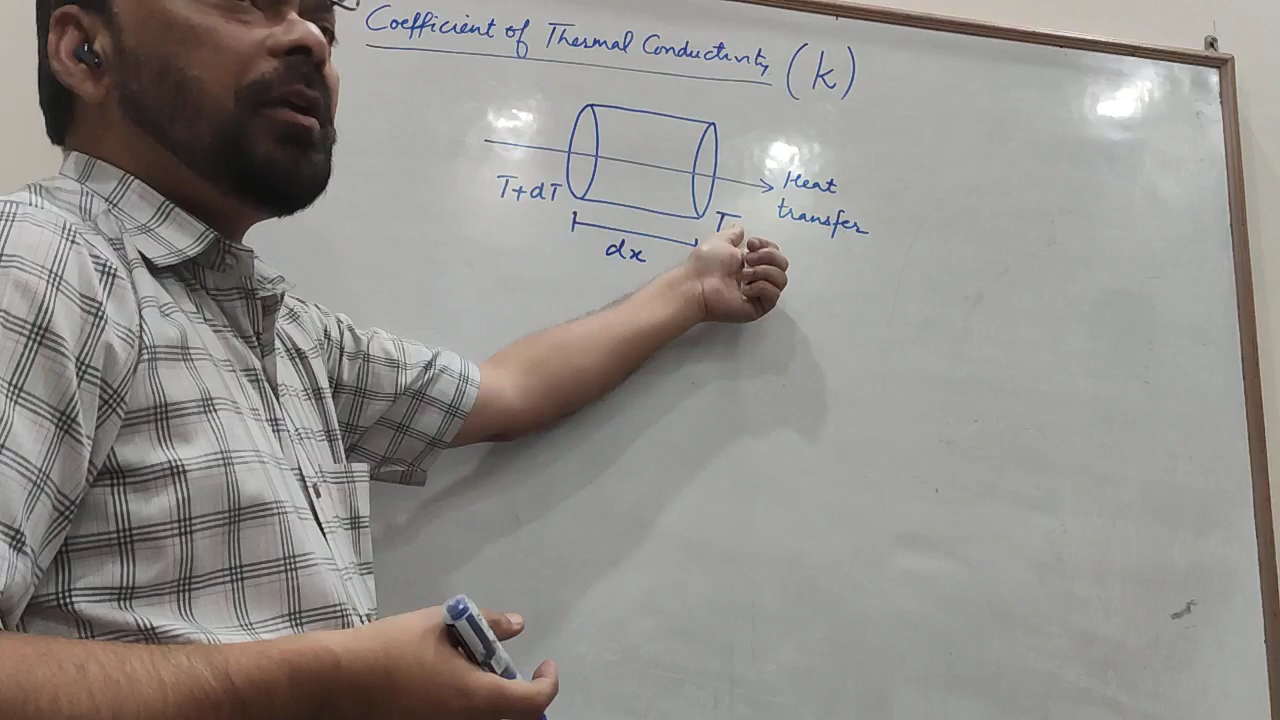 Coefficient of Thermal Conductivity (k)
T+dT
T
Heat
transfer
dx